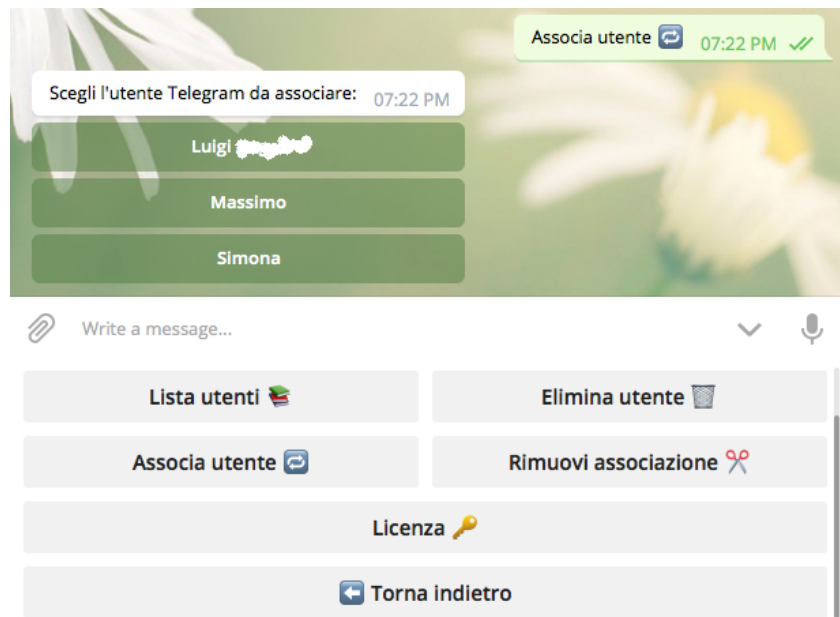 Associa utente 🔁 07:22 PM
Scegli l'utente Telegram da associare: 07:22 PM
Luigi
Massimo
Simona
Write a message...
Lista utenti 📚
Elimina utente 🗑
Associa utente 🔁
Rimuovi associazione ✂
Licenza 🔑
⬅ Torna indietro